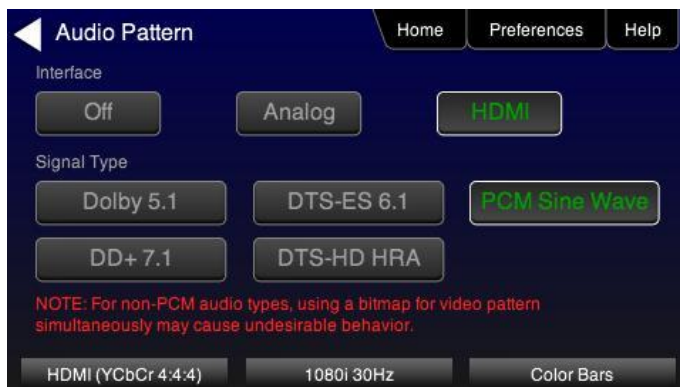 Audio Pattern
Home
Preferences
Help
Interface
Off
Analog
HDMI
Signal Type
Dolby 5.1
DTS-ES 6.1
PCM Sine Wave
DD+ 7.1
DTS-HD HRA
NOTE: For non-PCM audio types, using a bitmap for video pattern
simultaneously may cause undesirable behavior.
HDMI (YCbCr 4:4:4)
1080i 30Hz
Color Bars